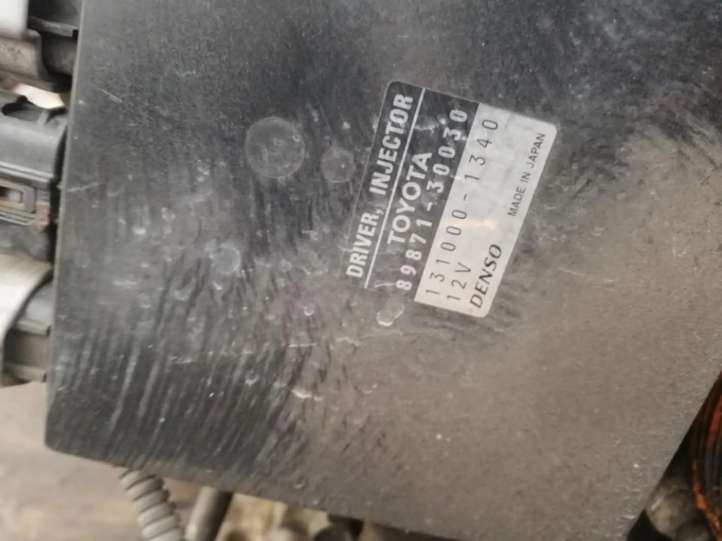 DRIVER, INJECTOR
TOYOTA
89871-30030
131000-1340
12V
DENSO MADE IN JAPAN